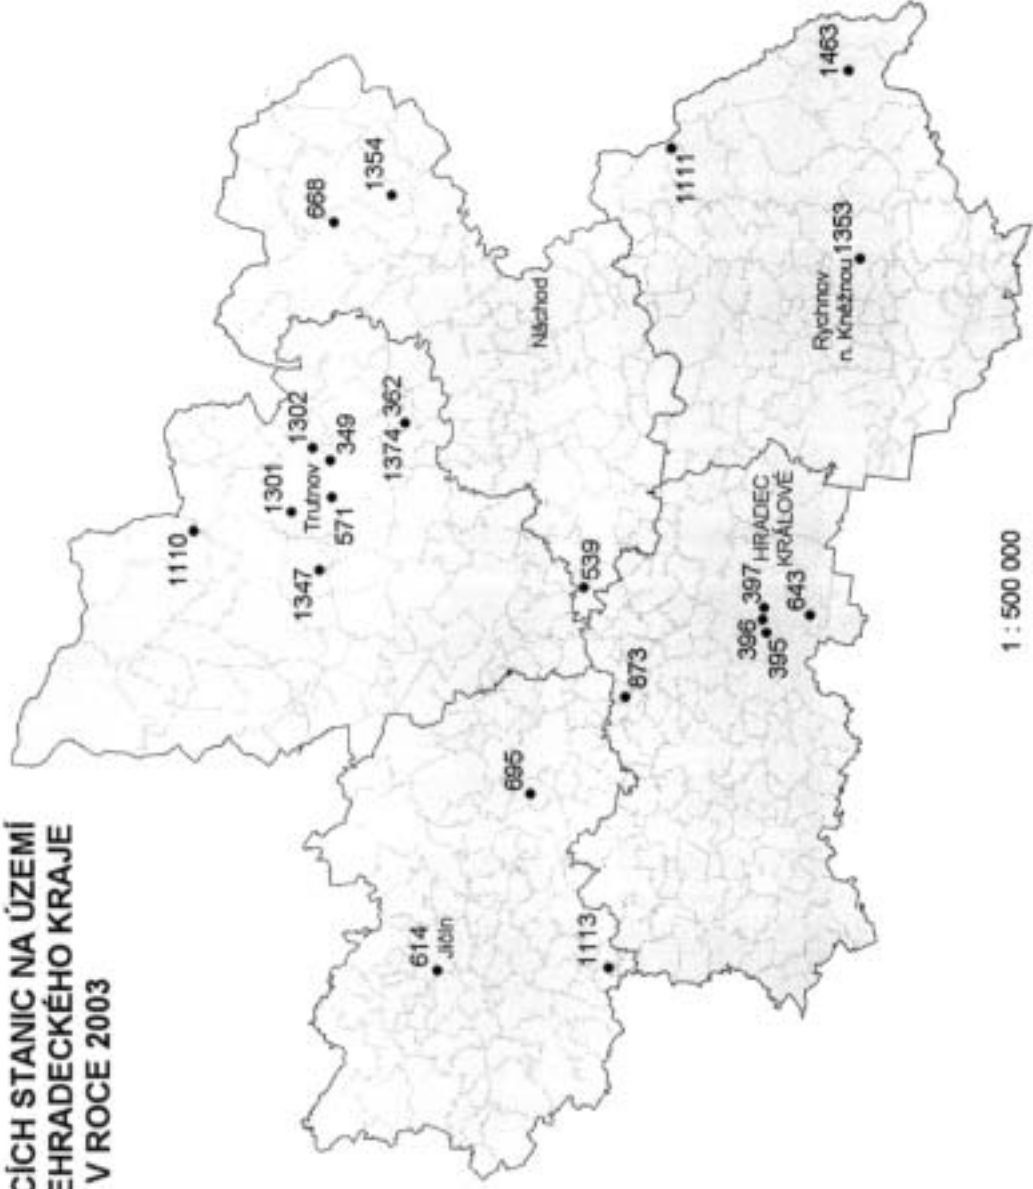 CÍCH STANIC NA ÚZEMÍ
EHRADECKÉHO KRAJE
V ROCE 2003
1110
1347
1301
1302
Trutnov
571
349
1374
362
668
1354
614
Jičín
695
1113
539
Náchod
873
396
397
395
HRADEC
KRÁLOVÉ
643
1111
1463
Rychnov
n. Kněžnou
1353
1 : 500 000